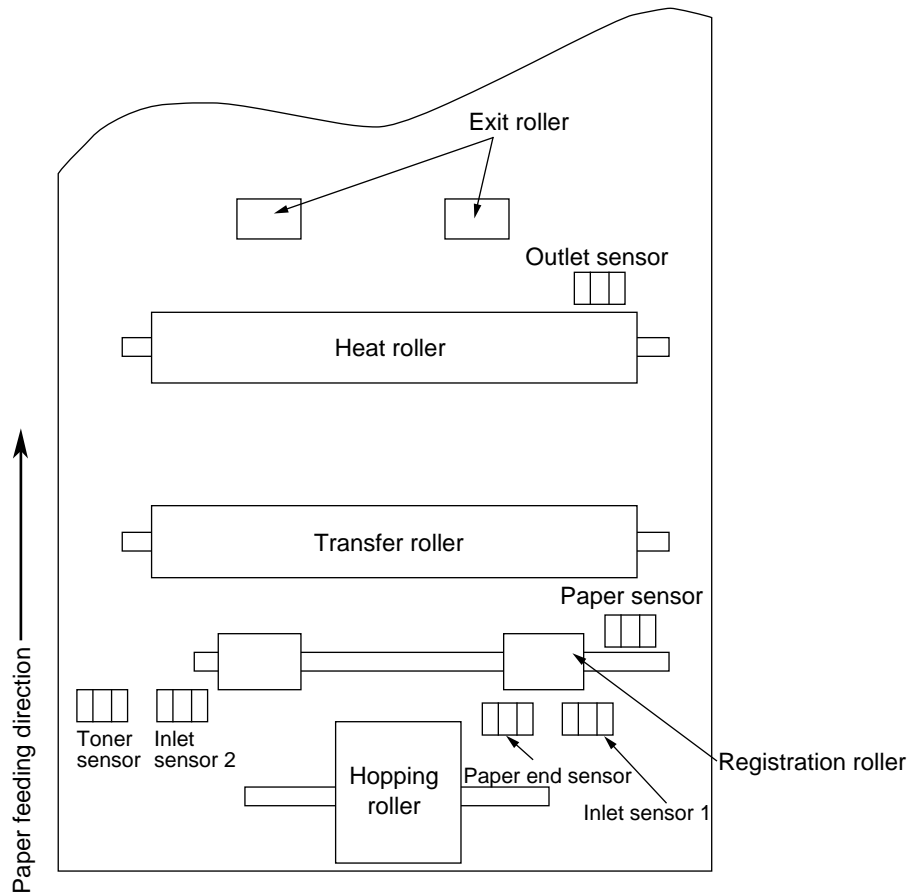 Exit roller
Outlet sensor
Heat roller
Transfer roller
Paper sensor
Toner
sensor
Inlet
sensor 2
Hopping
roller
Paper end sensor
Registration roller
Inlet sensor 1
Paper feeding direction